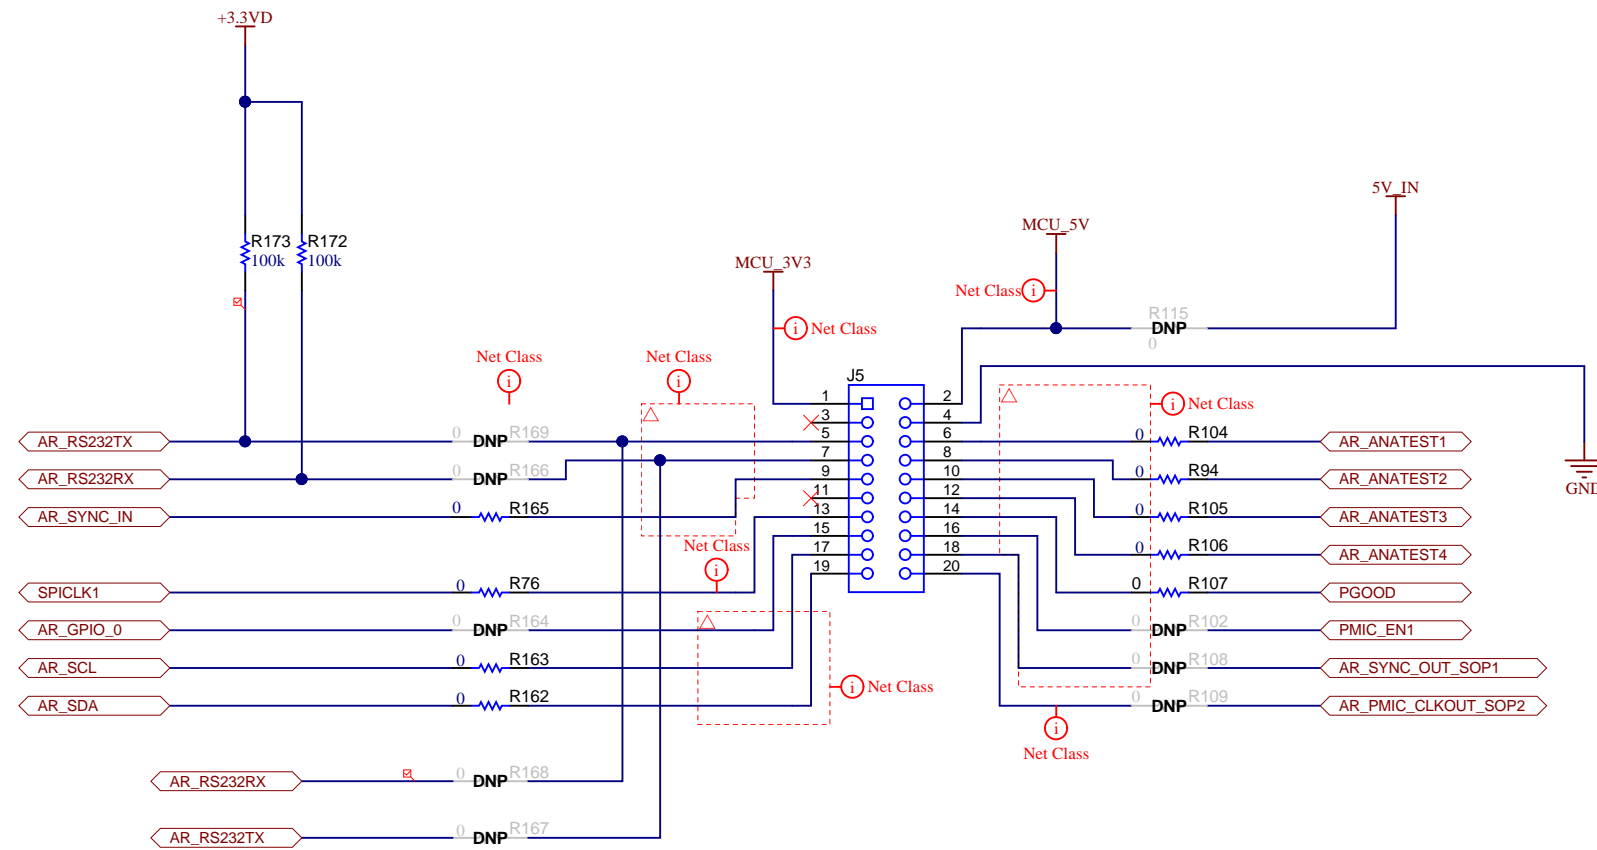 +3.3VD
5V_IN
MCU_5V
R173
R172
100k
100k
MCU_3V3
Net Class
i
R115
DNP
0
i Net Class
Net Class
i
Net Class
i
J5
1
2
i Net Class
3
4
AR_RS232TX
0
DNP
R169
5
6
0
R104
AR_ANATEST1
7
8
AR_RS232RX
0
DNP
R166
9
10
0
R94
AR_ANATEST2
GND
11
12
AR_SYNC_IN
0
R165
13
14
0
R105
AR_ANATEST3
15
16
Net Class
i
17
18
0
R106
AR_ANATEST4
19
20
SPICLK1
0
R76
0
R107
PGOOD
AR_GPIO_0
0
DNP
R164
0
DNP
R102
PMIC_EN1
AR_SCL
0
R163
0
DNP
R108
AR_SYNC_OUT_SOP1
i Net Class
AR_SDA
0
R162
0
DNP
R109
AR_PMIC_CLKOUT_SOP2
i
Net Class
AR_RS232RX
0
DNP
R168
AR_RS232TX
0
DNP
R167